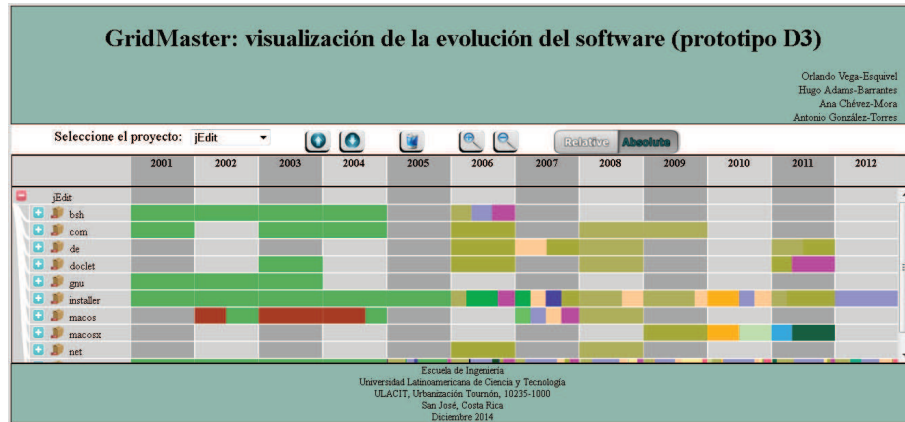 GridMaster: visualización de la evolución del software (prototipo D3)
Orlando Vega-Esquivel
Hugo Adams-Barrantes
Ana Chévez-Mora
Antonio González-Torres
Seleccione el proyecto: jEdit Relative Absolute
2001 2002 2003 2004 2005 2006 2007 2008 2009 2010 2011 2012
jEdit
bsh
com
de
doclet
gnu
installer
macos
macosx
net
Escuela de Ingeniería
Universidad Latinoamericana de Ciencia y Tecnología
ULACIT, Urbanización Tournón, 10235-1000
San José, Costa Rica
Diciembre 2014